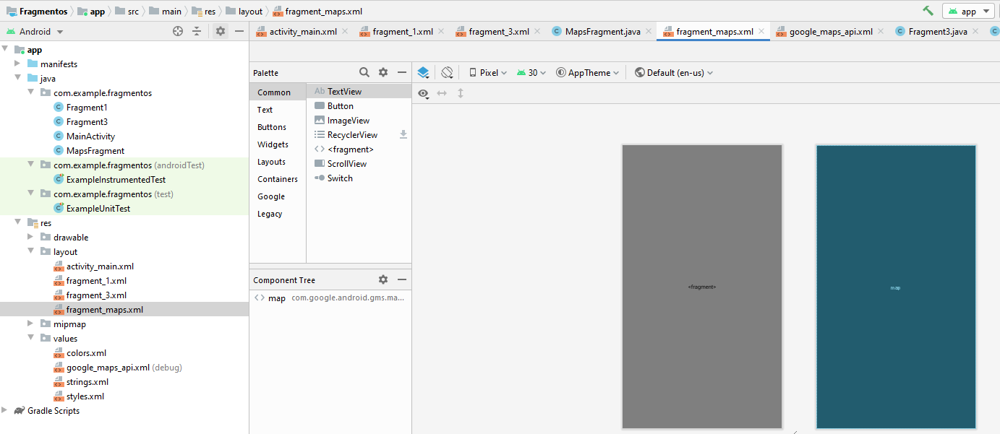 Fragmentos app src main res layout fragment_maps.xml app
Android activity_main.xml fragment_1.xml fragment_3.xml MapsFragment.java fragment_maps.xml google_maps_api.xml Fragment3.java
app
manifests
java
com.example.fragmentos
Fragment1
Fragment3
MainActivity
MapsFragment
com.example.fragmentos (androidTest)
ExampleInstrumentedTest
com.example.fragmentos (test)
ExampleUnitTest
res
drawable
layout
activity_main.xml
fragment_1.xml
fragment_3.xml
fragment_maps.xml
mipmap
values
colors.xml
google_maps_api.xml (debug)
strings.xml
styles.xml
Gradle Scripts
Palette
Common
Text
Buttons
Widgets
Layouts
Containers
Google
Legacy
Ab TextView
Button
ImageView
RecyclerView
<fragment>
ScrollView
Switch
Component Tree
map com.google.android.gms.ma...
Pixel 30 AppTheme Default (en-us)
<fragment>
map